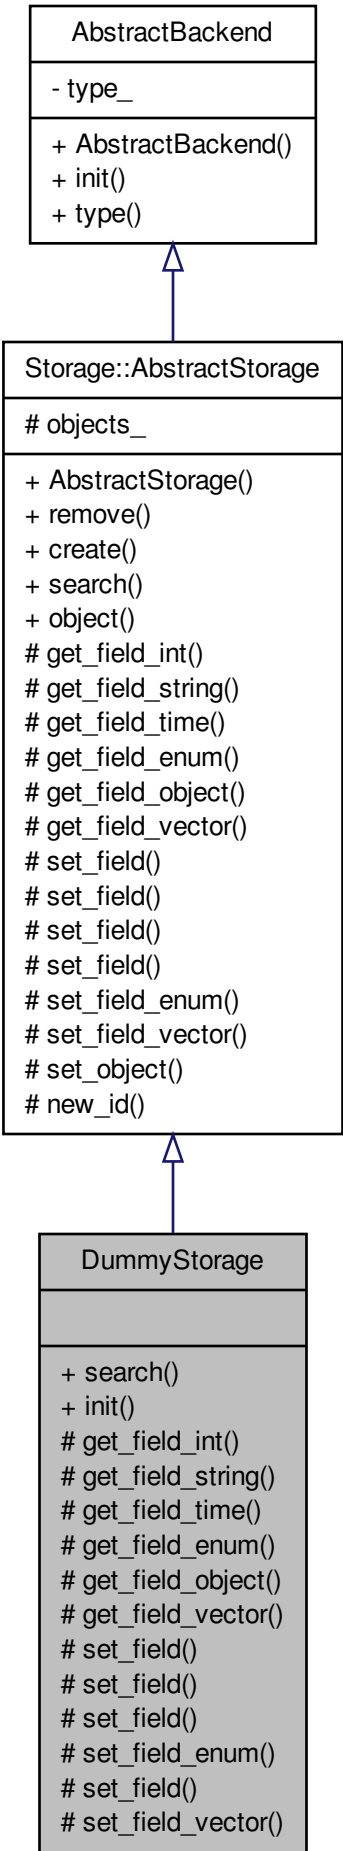 AbstractBackend
- type_
+ AbstractBackend()
+ init()
+ type()
Storage::AbstractStorage
# objects_
+ AbstractStorage()
+ remove()
+ create()
+ search()
+ object()
# get_field_int()
# get_field_string()
# get_field_time()
# get_field_enum()
# get_field_object()
# get_field_vector()
# set_field()
# set_field()
# set_field()
# set_field()
# set_field_enum()
# set_field_vector()
# set_object()
# new_id()
DummyStorage
+ search()
+ init()
# get_field_int()
# get_field_string()
# get_field_time()
# get_field_enum()
# get_field_object()
# get_field_vector()
# set_field()
# set_field()
# set_field()
# set_field_enum()
# set_field()
# set_field_vector()